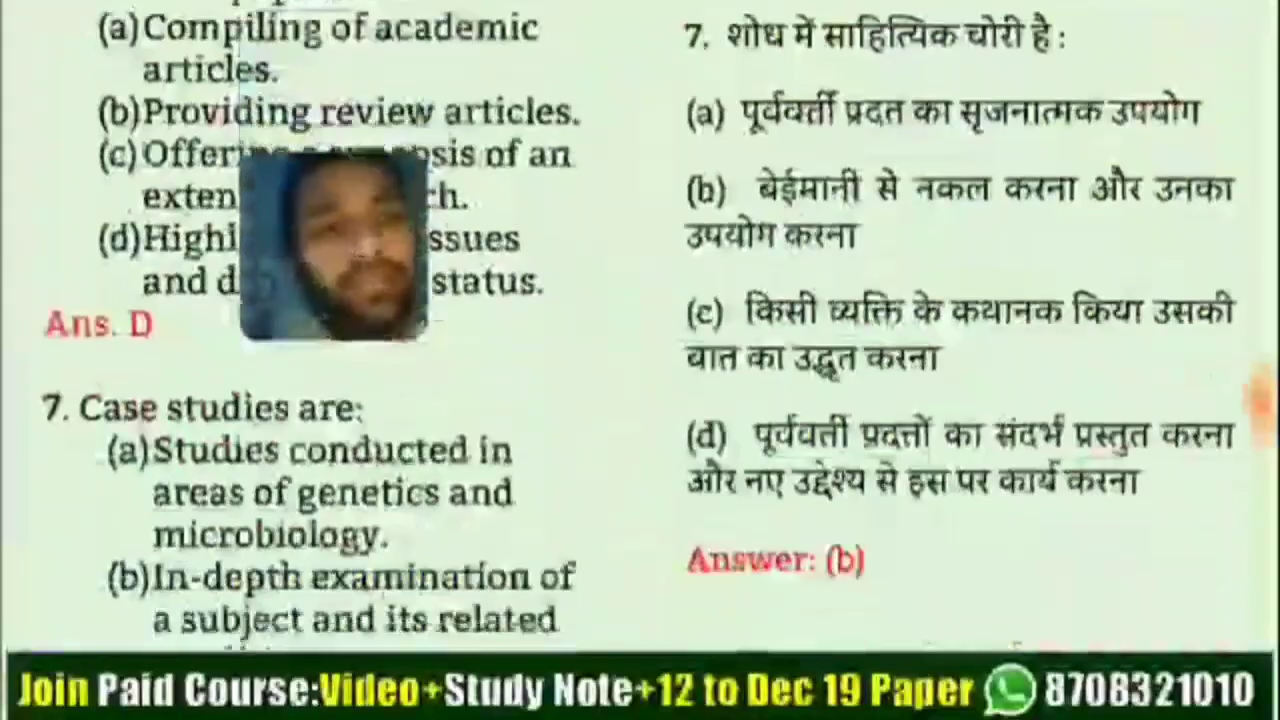 (a)Compiling of academic
articles.
(b)Providing review articles.
(c)Offering a synopsis of an
exten ch.
(d)Highl ssues
and d status.
Ans. D
7. Case studies are:
(a)Studies conducted in
areas of genetics and
microbiology.
(b)In-depth examination of
a subject and its related
7. शोध में साहित्यिक चोरी है :
(a) पूर्ववर्ती प्रदत का सृजनात्मक उपयोग
(b) बेईमानी से नकल करना और उनका
उपयोग करना
(c) किसी व्यक्ति के कथानक किया उसकी
बात का उद्धृत करना
(d) पूर्ववर्ती प्रदत्तों का संदर्भ प्रस्तुत करना
और नए उद्देश्य से इस पर कार्य करना
Answer: (b)
Join Paid Course:Video+Study Note+12 to Dec 19 Paper 8708321010